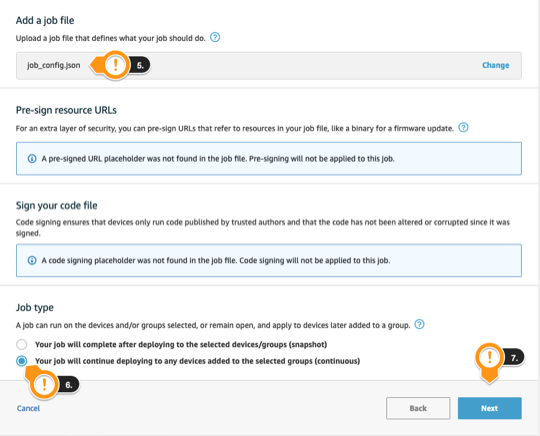 Add a job file
Upload a job file that defines what your job should do. ?
job_config.json ! 5. Change
Pre-sign resource URLs
For an extra layer of security, you can pre-sign URLs that refer to resources in your job file, like a binary for a firmware update. ?
A pre-signed URL placeholder was not found in the job file. Pre-signing will not be applied to this job.
Sign your code file
Code signing ensures that devices only run code published by trusted authors and that the code has not been altered or corrupted since it was
signed.
A code signing placeholder was not found in the job file. Code signing will not be applied to this job.
Job type
A job can run on the devices and/or groups selected, or remain open, and apply to devices later added to a group. ?
Your job will complete after deploying to the selected devices/groups (snapshot)
Your job will continue deploying to any devices added to the selected groups (continuous)
! 7.
! 6.
Cancel
Back
Next